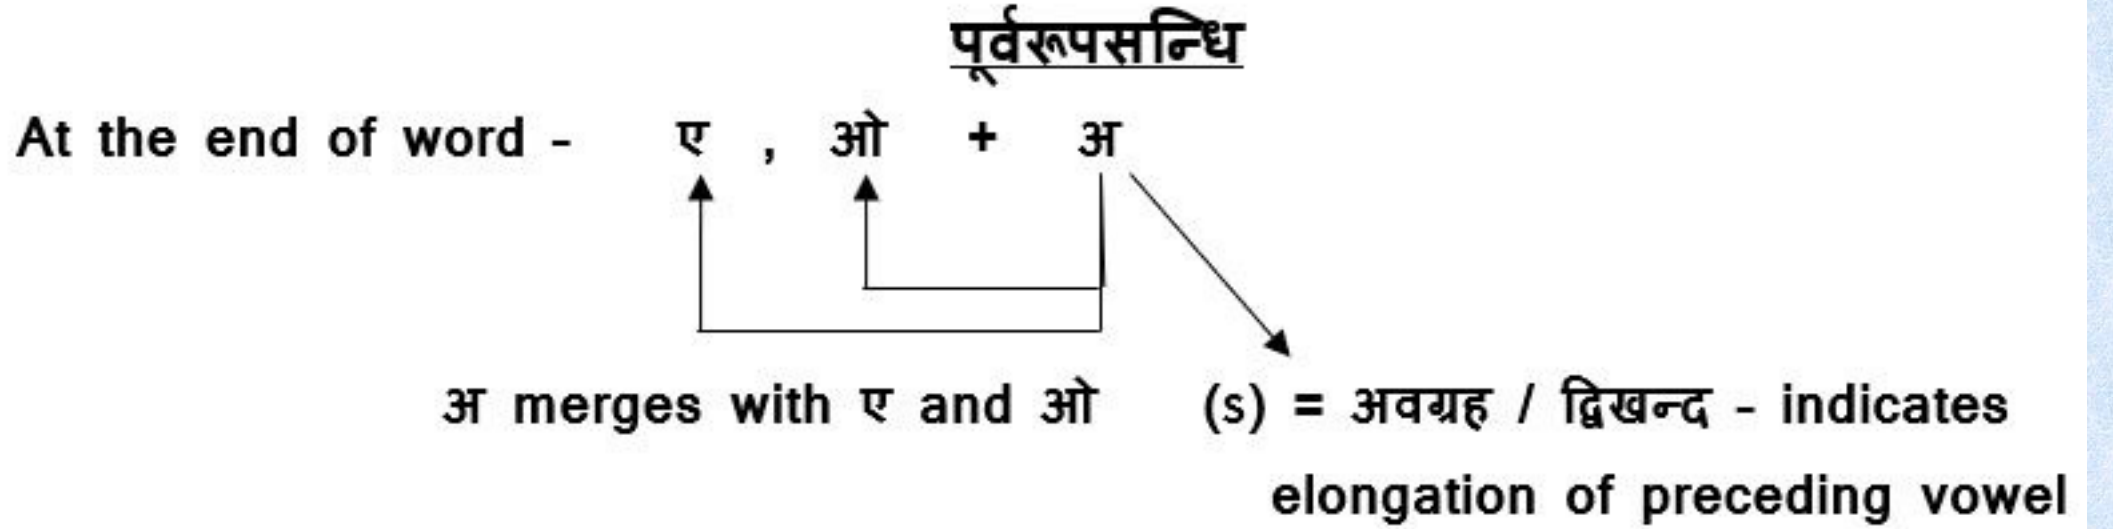 पूर्वरूपसन्धि
At the end of word - ए , ओ + अ
अ merges with ए and ओ (s) = अवग्रह / द्विखन्द - indicates
elongation of preceding vowel